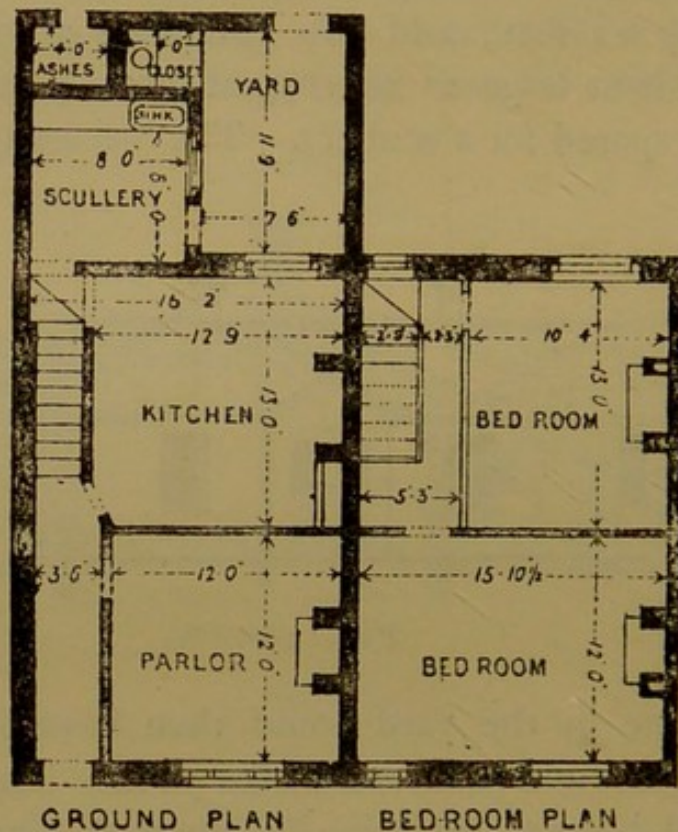 4·0"
ASHES
·0"
CLOSET
YARD
SINK
8 0"
SCULLERY
11 9"
7 6"
16 2"
12 9"
KITCHEN
13·0"
2·9"
10" 4"
13·0"
BED ROOM
5·3"
3·6"
12·0"
PARLOR
12·0"
15·10½
BED ROOM
12·0"
GROUND PLAN
BED-ROOM PLAN